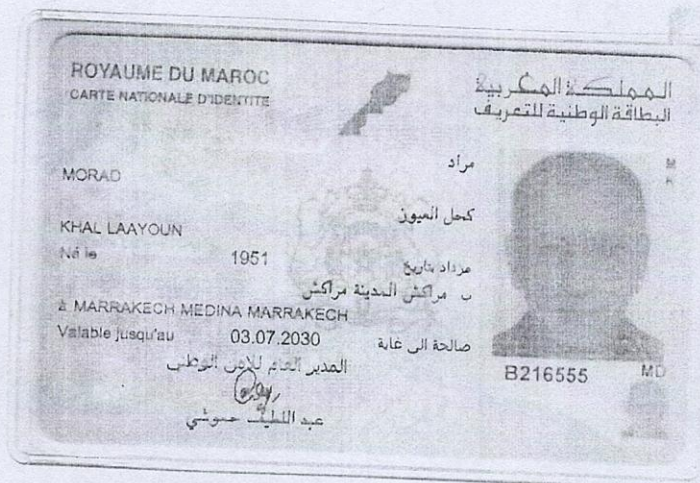 ROYAUME DU MAROC
CARTE NATIONALE D'IDENTITE
المملكة المغربية
البطاقة الوطنية للتعريف
مراد
MORAD
كحل العيون
KHAL LAAYOUN
Né le 1951 مزداد بتاريخ
ب مراكش المدينة مراكش
à MARRAKECH MEDINA MARRAKECH
Valable jusqu'au 03.07.2030 صالحة الى غاية
المدير العام للامن الوطني
عبد اللطيف حموشي
B216555
MD